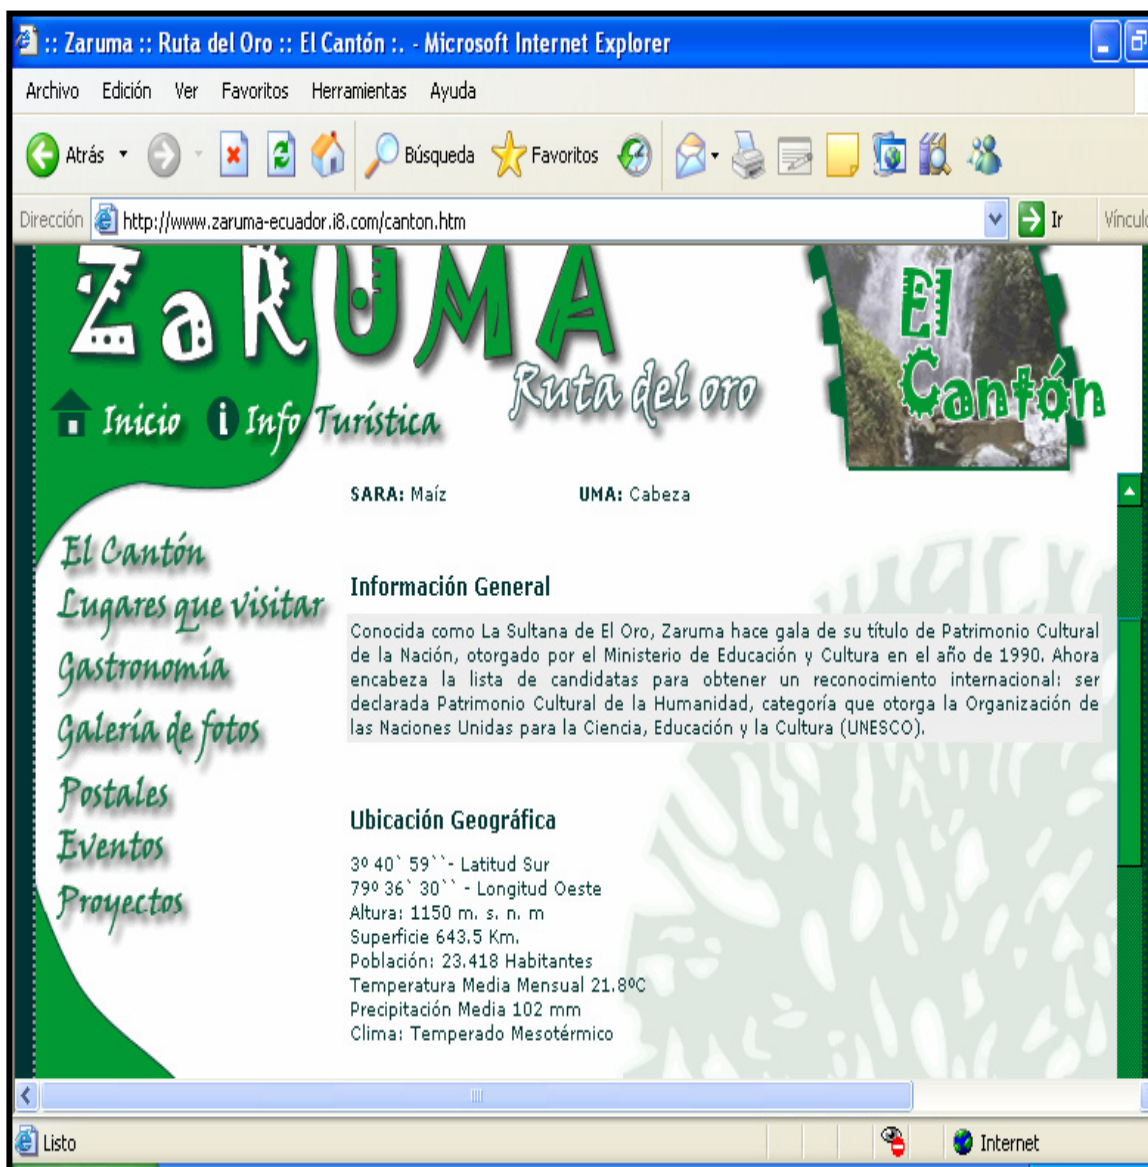 :: Zaruma :: Ruta del Oro :: El Cantón :. - Microsoft Internet Explorer
Archivo Edición Ver Favoritos Herramientas Ayuda
Atrás Búsqueda Favoritos
Dirección http://www.zaruma-ecuador.i8.com/canton.htm Ir
ZaRUMA
Ruta del oro
El
Cantón
Inicio i Info Turística
SARA: Maíz UMA: Cabeza
El Cantón
Lugares que visitar
Gastronomía
Galería de fotos
Postales
Eventos
Proyectos
Información General
Conocida como La Sultana de El Oro, Zaruma hace gala de su título de Patrimonio Cultural
de la Nación, otorgado por el Ministerio de Educación y Cultura en el año de 1990. Ahora
encabeza la lista de candidatas para obtener un reconocimiento internacional: ser
declarada Patrimonio Cultural de la Humanidad, categoría que otorga la Organización de
las Naciones Unidas para la Ciencia, Educación y la Cultura (UNESCO).
Ubicación Geográfica
3º 40` 59``- Latitud Sur
79º 36` 30`` - Longitud Oeste
Altura: 1150 m. s. n. m
Superficie 643.5 Km.
Población: 23.418 Habitantes
Temperatura Media Mensual 21.8ºC
Precipitación Media 102 mm
Clima: Temperado Mesotérmico
Listo Internet